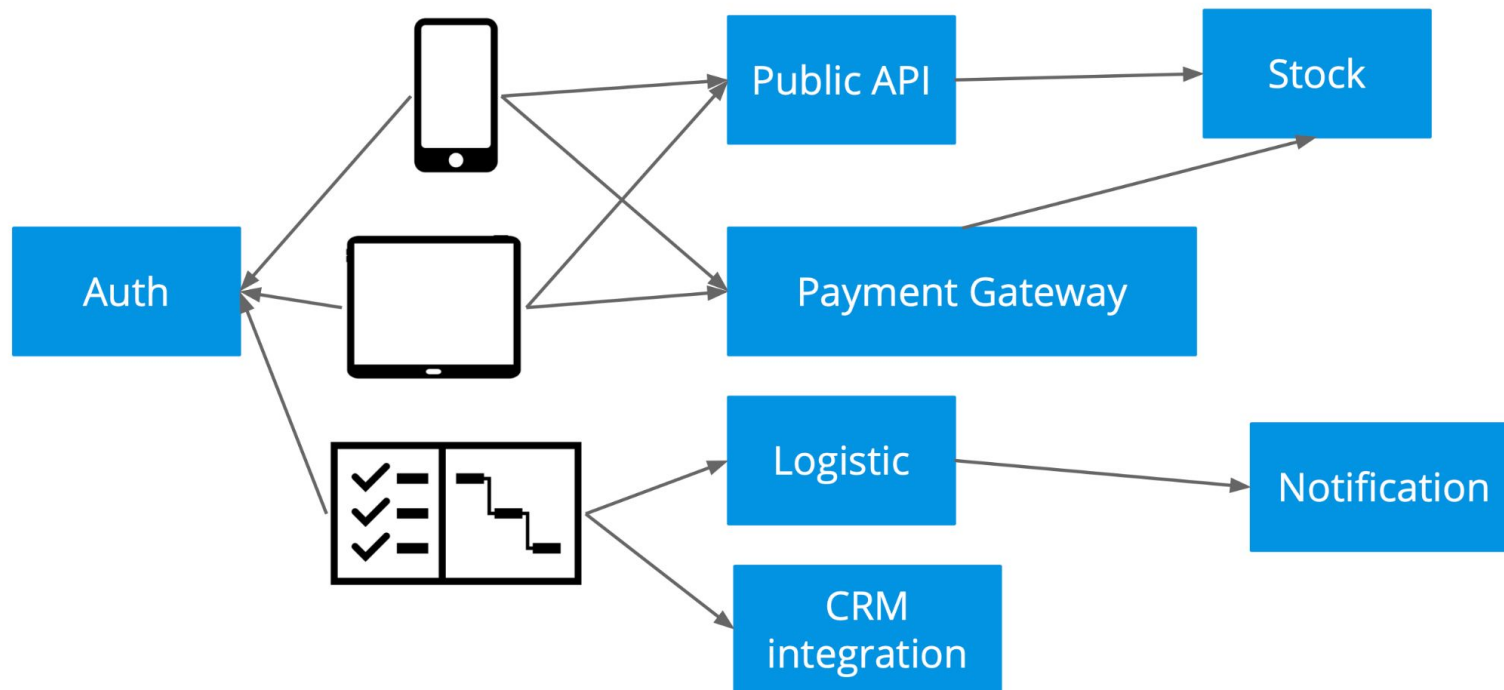 Public API
Stock
Auth
Payment Gateway
Logistic
Notification
CRM
integration